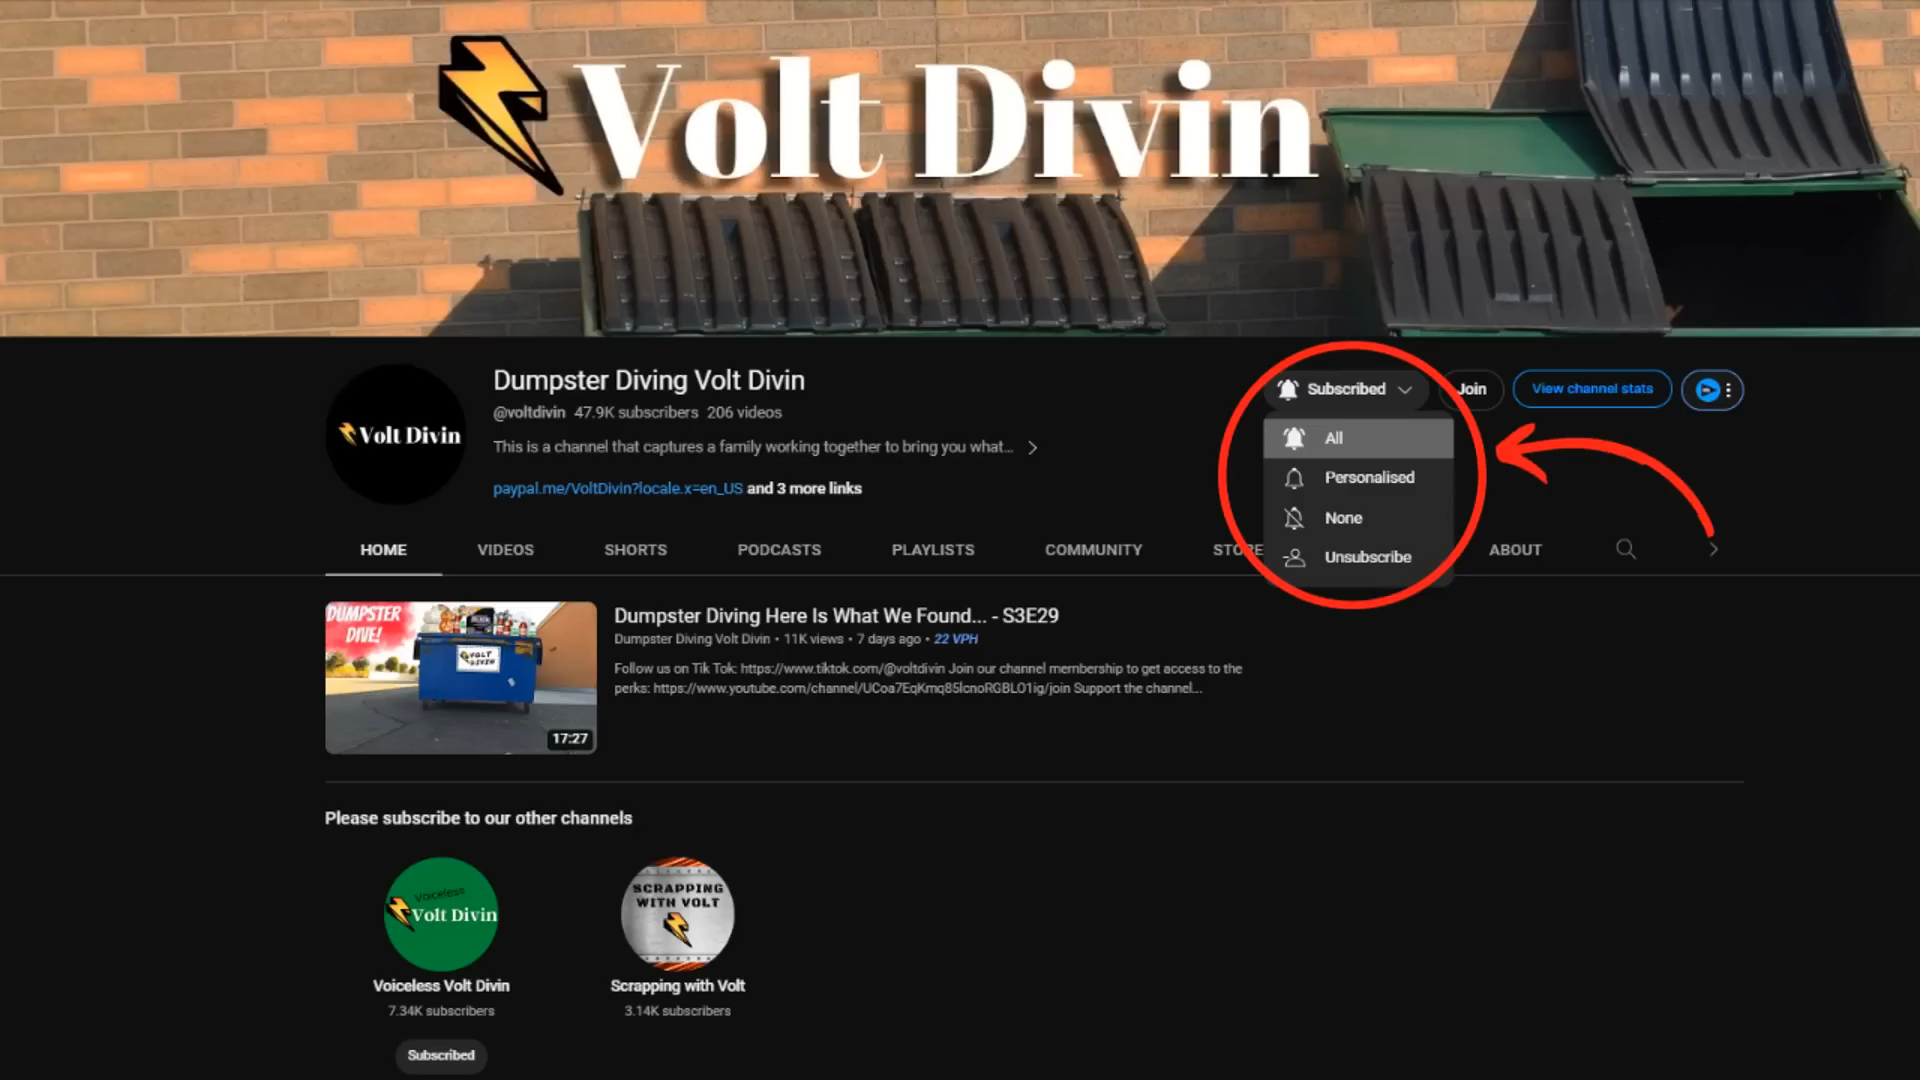 Volt Divin
Dumpster Diving Volt Divin
@voltdivin 47.9K subscribers 206 videos
This is a channel that captures a family working together to bring you what...
paypal.me/VoltDivin?locale.x=en_US and 3 more links
Volt Divin
Subscribed
Join
View channel stats
All
Personalised
None
Unsubscribe
HOME
VIDEOS
SHORTS
PODCASTS
PLAYLISTS
COMMUNITY
STORE
ABOUT
DUMPSTER
DIVE!
VOLT
DIVIN
17:27
Dumpster Diving Here Is What We Found... - S3E29
Dumpster Diving Volt Divin • 11K views • 7 days ago • 22 VPH
Follow us on Tik Tok: https://www.tiktok.com/@voltdivin Join our channel membership to get access to the
perks: https://www.youtube.com/channel/UCoa7EqKmq85lcnoRGBLO1ig/join Support the channel...
Please subscribe to our other channels
Voiceless
Volt Divin
SCRAPPING
WITH VOLT
Voiceless Volt Divin
Scrapping with Volt
7.34K subscribers
3.14K subscribers
Subscribed